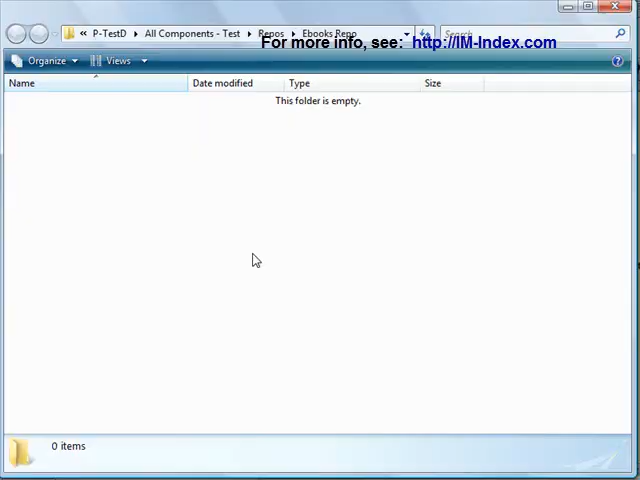 « P-TestD All Components - Test Repos Ebooks Repo Search
For more info, see: http://IM-Index.com
Organize Views
Name Date modified Type Size
This folder is empty.
0 items